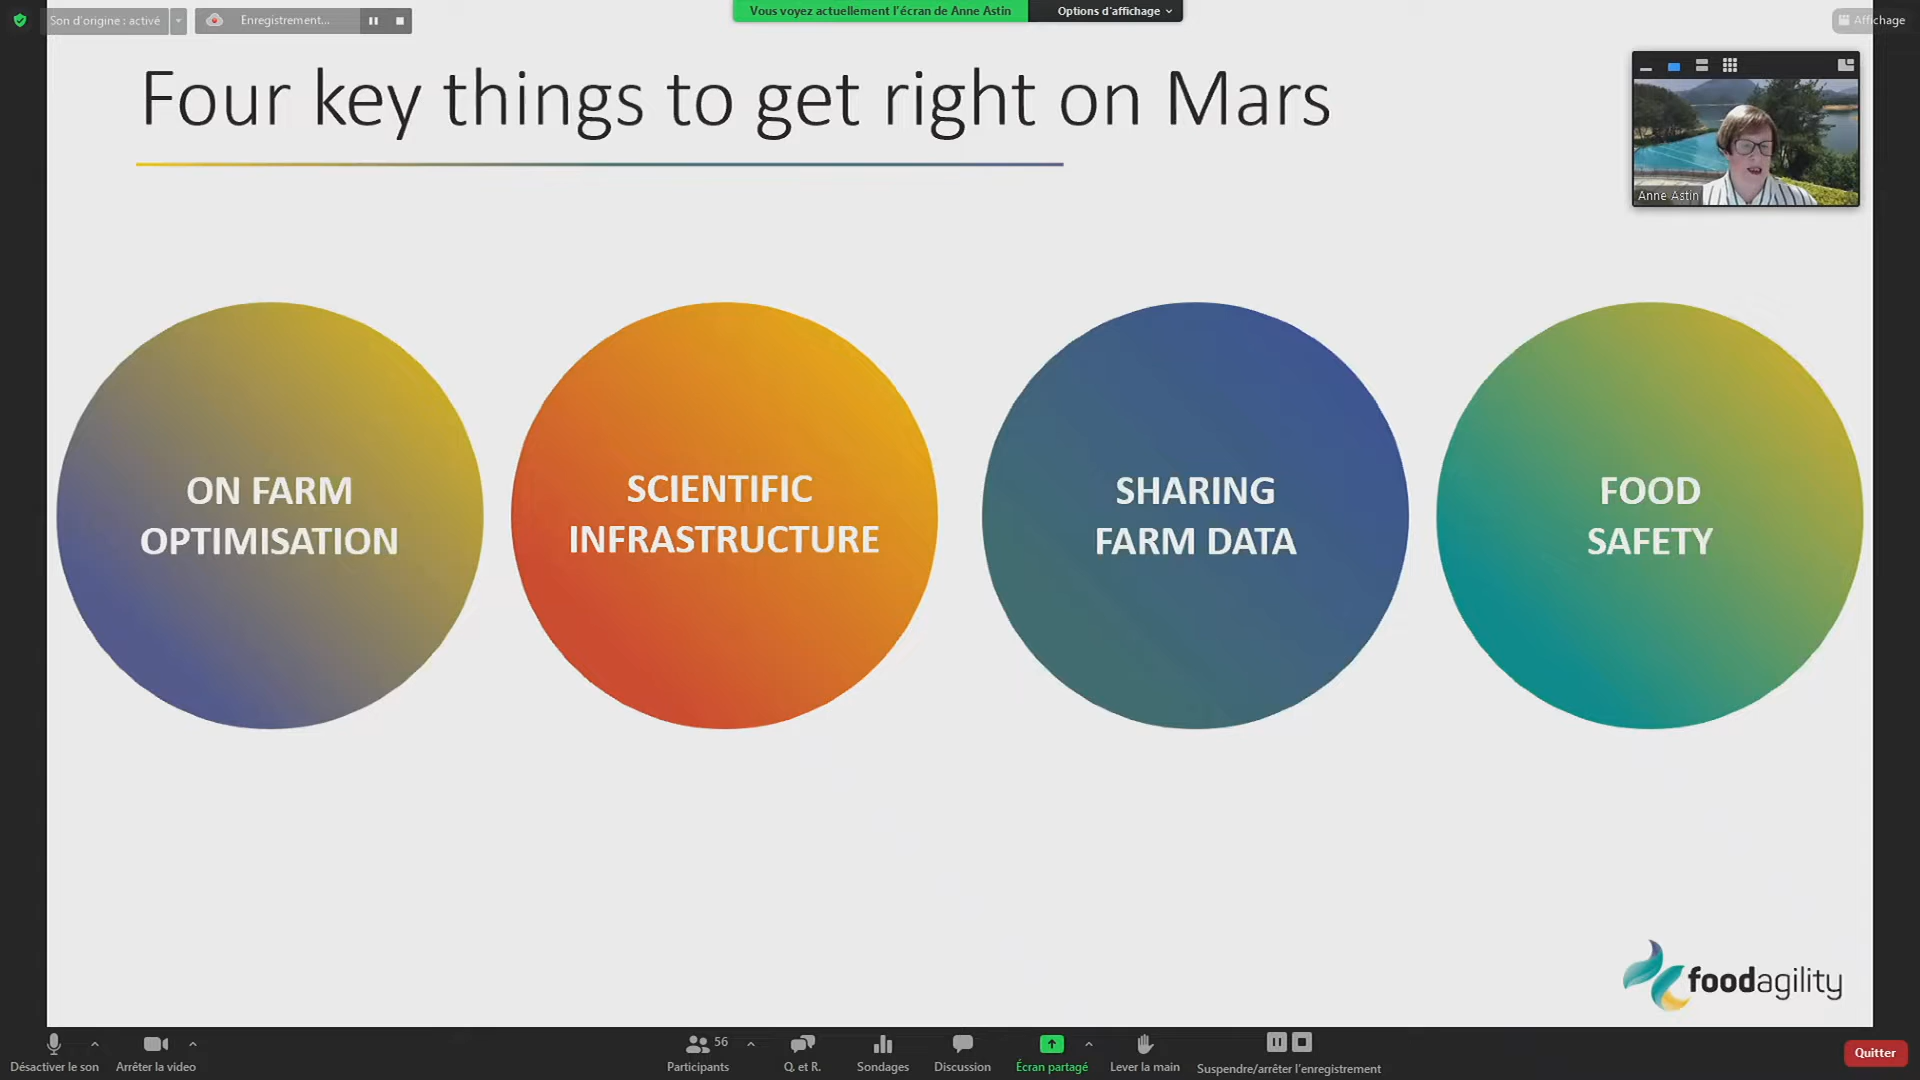 Son d'origine : activé
Enregistrement...
Vous voyez actuellement l'écran de Anne Astin
Options d'affichage
Affichage
Four key things to get right on Mars
Anne Astin
ON FARM
OPTIMISATION
SCIENTIFIC
INFRASTRUCTURE
SHARING
FARM DATA
FOOD
SAFETY
foodagility
Désactiver le son
Arrêter la video
56
Participants
Q. et R.
Sondages
Discussion
Écran partagé
Lever la main
Suspendre/arrêter l'enregistrement
Quitter